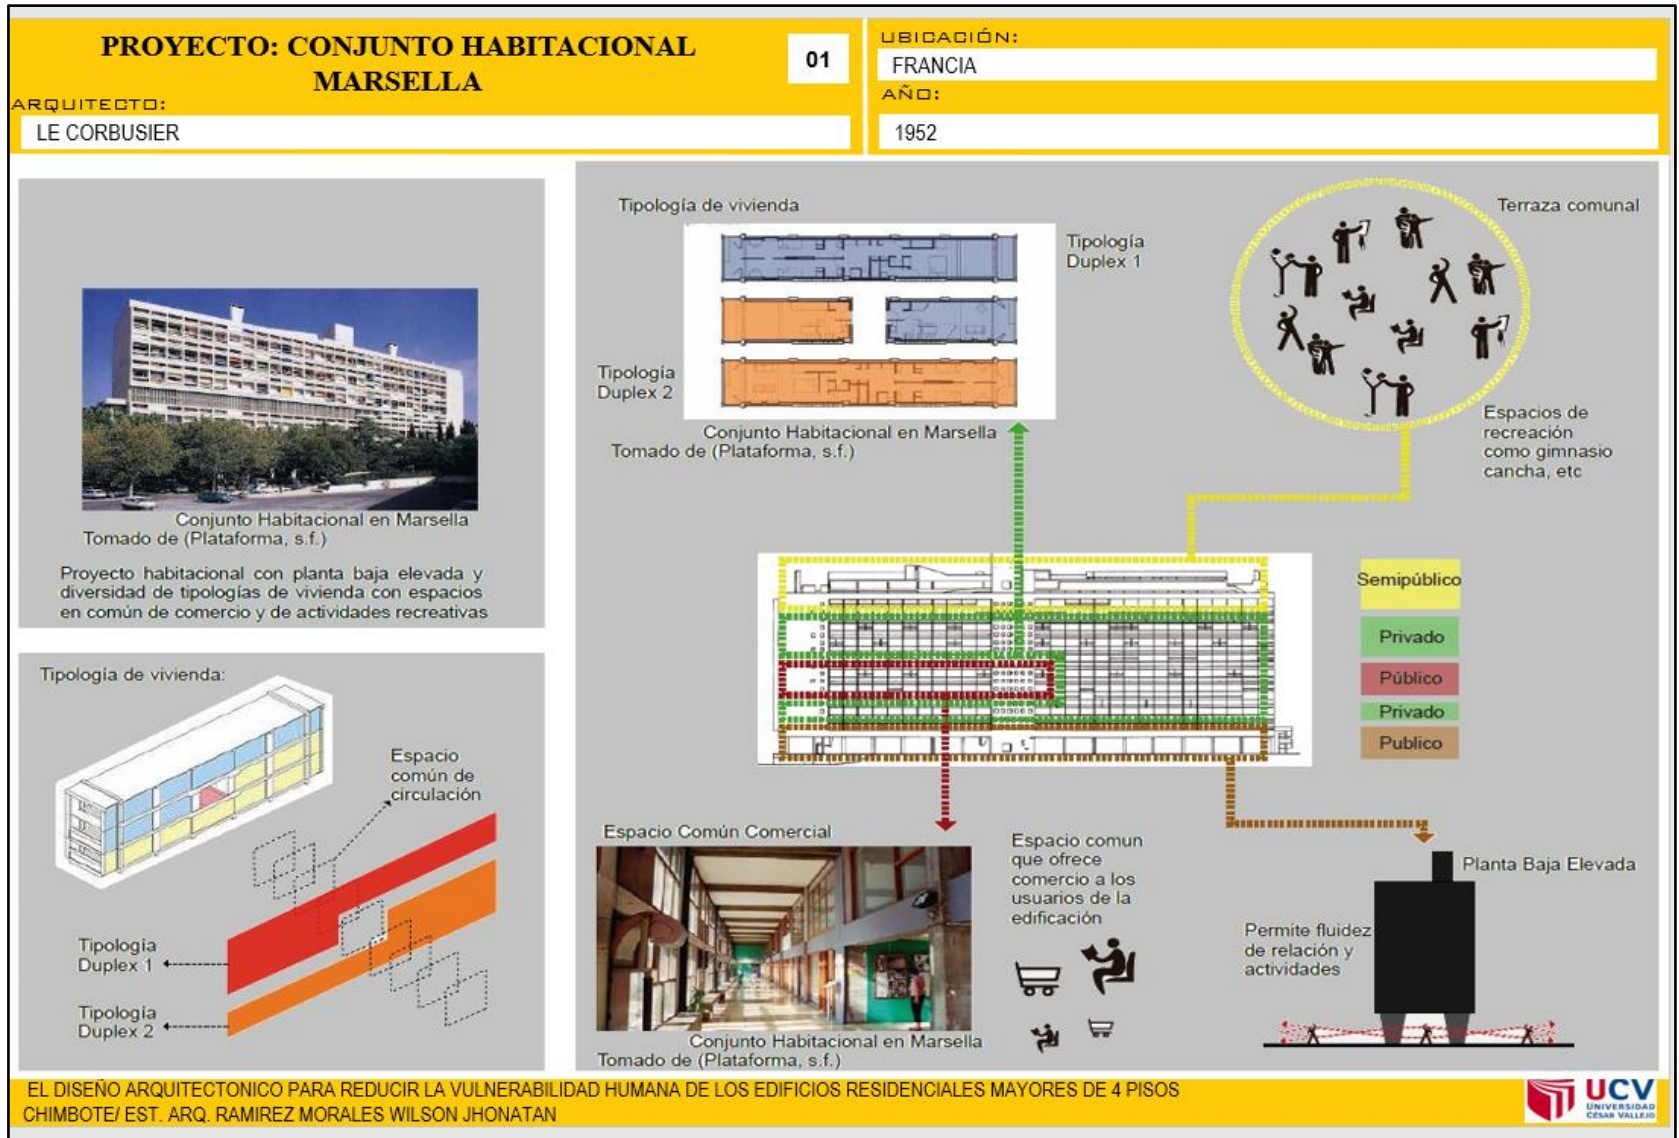 PROYECTO: CONJUNTO HABITACIONAL
MARSELLA
01
ARQUITECTO:
LE CORBUSIER
UBICACIÓN:
FRANCIA
AÑO:
1952
Conjunto Habitacional en Marsella
Tomado de (Plataforma, s.f.)
Proyecto habitacional con planta baja elevada y
diversidad de tipologías de vivienda con espacios
en común de comercio y de actividades recreativas
Tipología de vivienda:
Espacio
común de
circulación
Tipología
Duplex 1
Tipología
Duplex 2
Tipología de vivienda
Tipología
Duplex 1
Tipología
Duplex 2
Conjunto Habitacional en Marsella
Tomado de (Plataforma, s.f.)
Terraza comunal
Espacios de
recreación
como gimnasio
cancha, etc
Semipúblico
Privado
Público
Privado
Publico
Espacio Común Comercial
Conjunto Habitacional en Marsella
Tomado de (Plataforma, s.f.)
Espacio comun
que ofrece
comercio a los
usuarios de la
edificación
Planta Baja Elevada
Permite fluidez
de relación y
actividades
EL DISEÑO ARQUITECTONICO PARA REDUCIR LA VULNERABILIDAD HUMANA DE LOS EDIFICIOS RESIDENCIALES MAYORES DE 4 PISOS
CHIMBOTE/ EST. ARQ. RAMIREZ MORALES WILSON JHONATAN
UCV
UNIVERSIDAD
CÉSAR VALLEJO